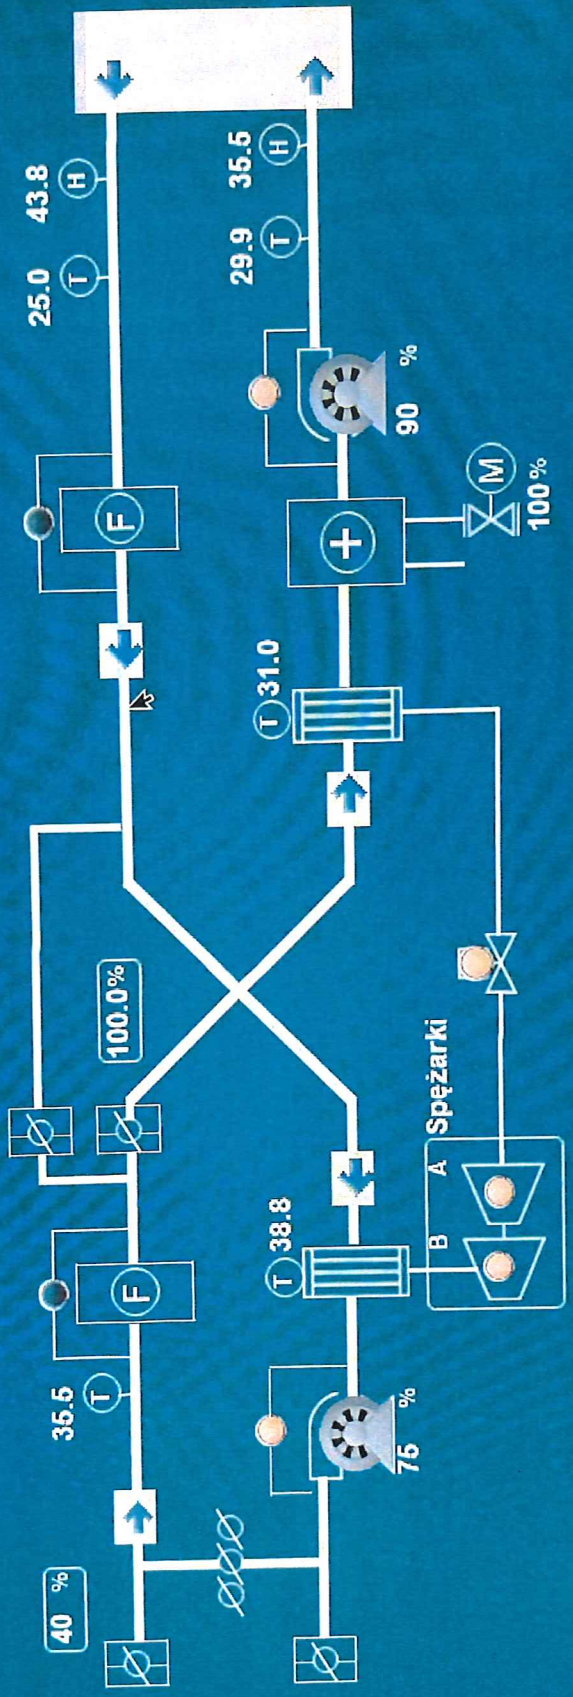 40 %
35.5
T
F
100.0%
F
25.0
43.8
T
H
75 %
T 38.8
B A Spężarki
T 31.0
+
100 %
M
90 %
29.9
35.5
T
H